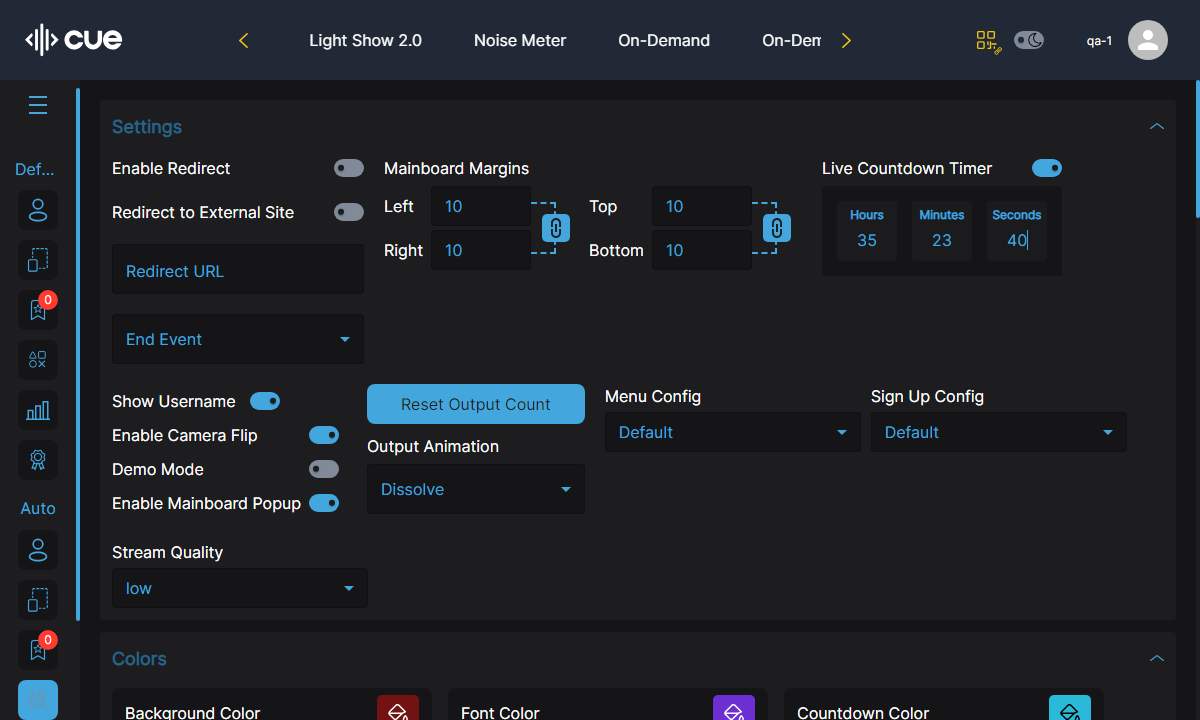 cue
Light Show 2.0
Noise Meter
On-Demand
On-Dem
qa-1
Def...
0
Auto
0
Settings
Enable Redirect
Redirect to External Site
Redirect URL
End Event
Mainboard Margins
Left 10
Right 10
Top 10
Bottom 10
Live Countdown Timer
Hours Minutes Seconds
35 23 40
Show Username
Enable Camera Flip
Demo Mode
Enable Mainboard Popup
Reset Output Count
Output Animation
Dissolve
Menu Config
Default
Sign Up Config
Default
Stream Quality
low
Colors
Background Color
Font Color
Countdown Color